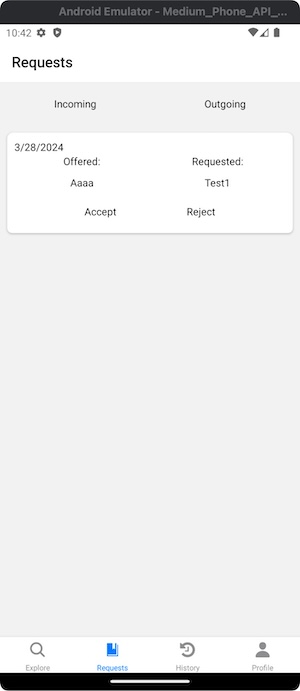 Android Emulator - Medium_Phone_API_...
10:42
Requests
Incoming Outgoing
3/28/2024
Offered: Requested:
Aaaa Test1
Accept Reject
Explore Requests History Profile